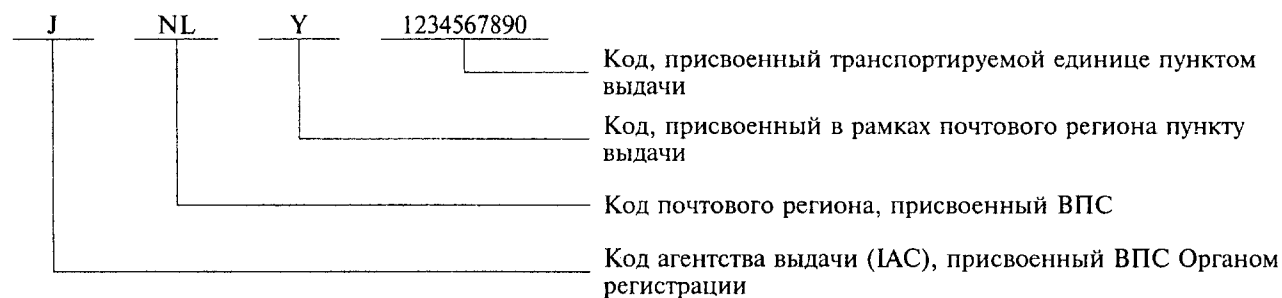 J NL Y 1234567890
Код, присвоенный транспортируемой единице пунктом
выдачи
Код, присвоенный в рамках почтового региона пункту
выдачи
Код почтового региона, присвоенный ВПС
Код агентства выдачи (IAC), присвоенный ВПС Органом
регистрации